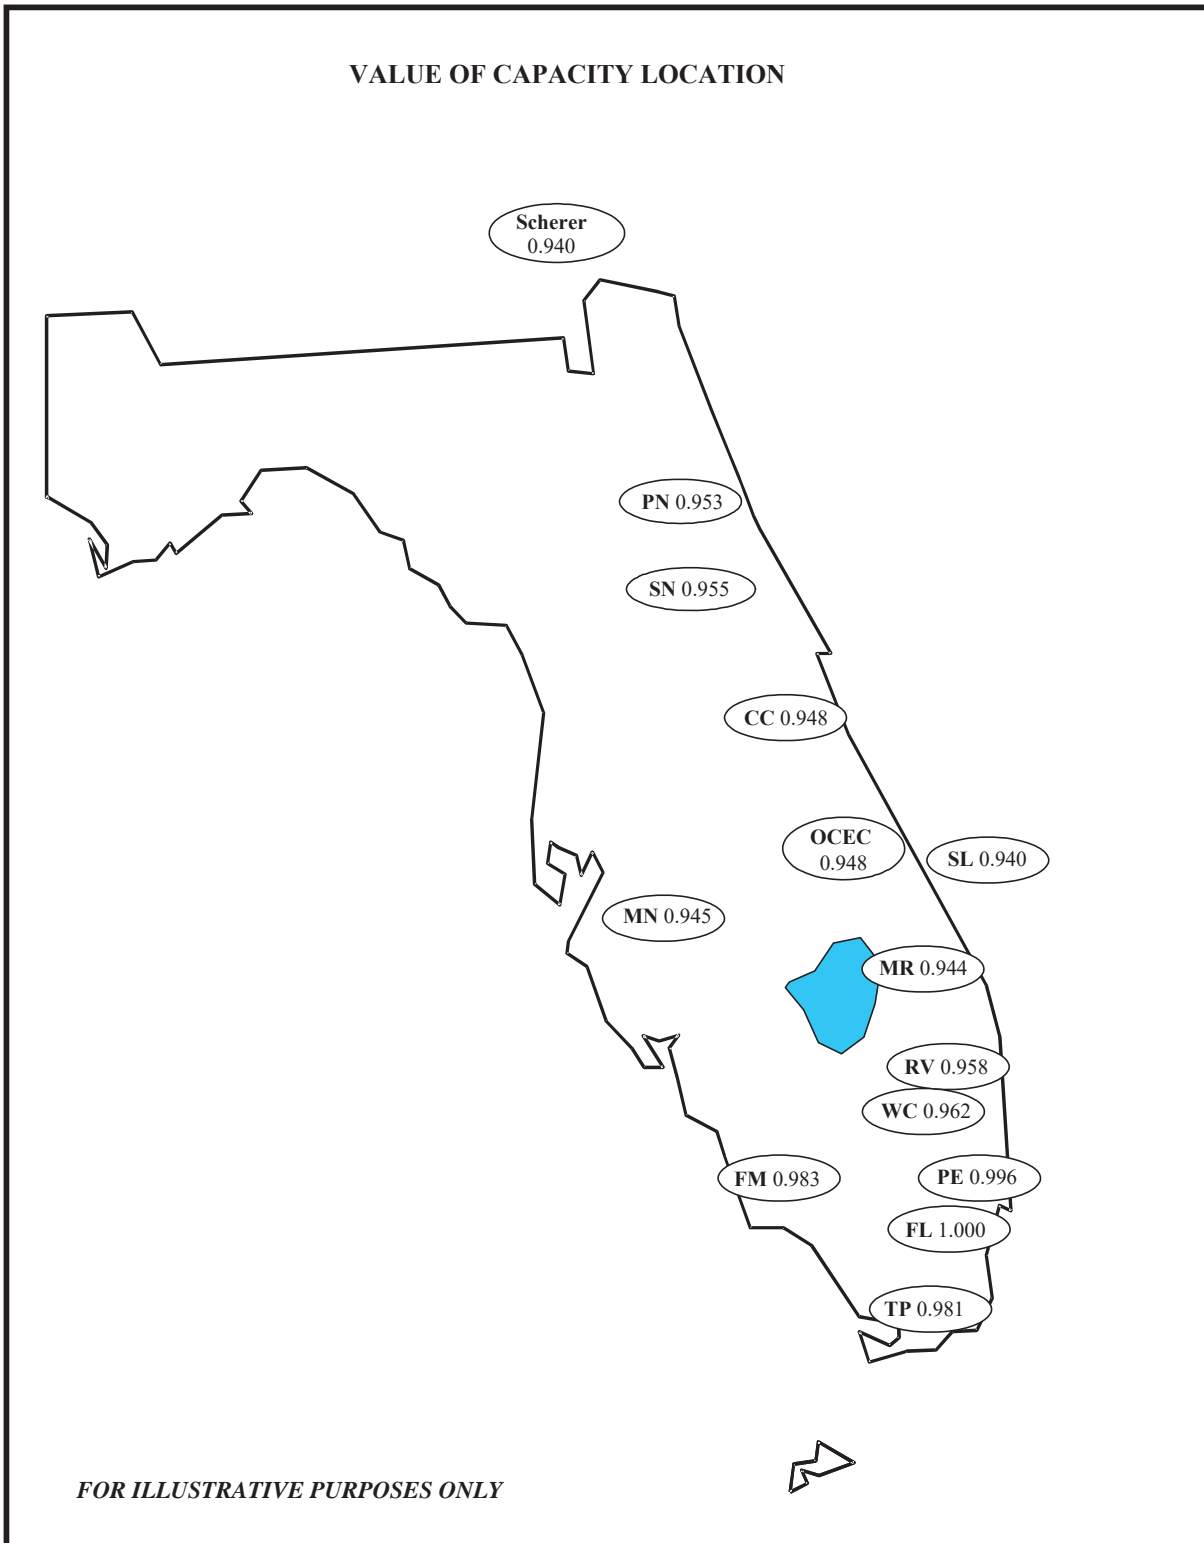 VALUE OF CAPACITY LOCATION
Scherer
0.940
PN 0.953
SN 0.955
CC 0.948
OCEC
0.948
SL 0.940
MN 0.945
MR 0.944
RV 0.958
WC 0.962
FM 0.983
PE 0.996
FL 1.000
TP 0.981
FOR ILLUSTRATIVE PURPOSES ONLY